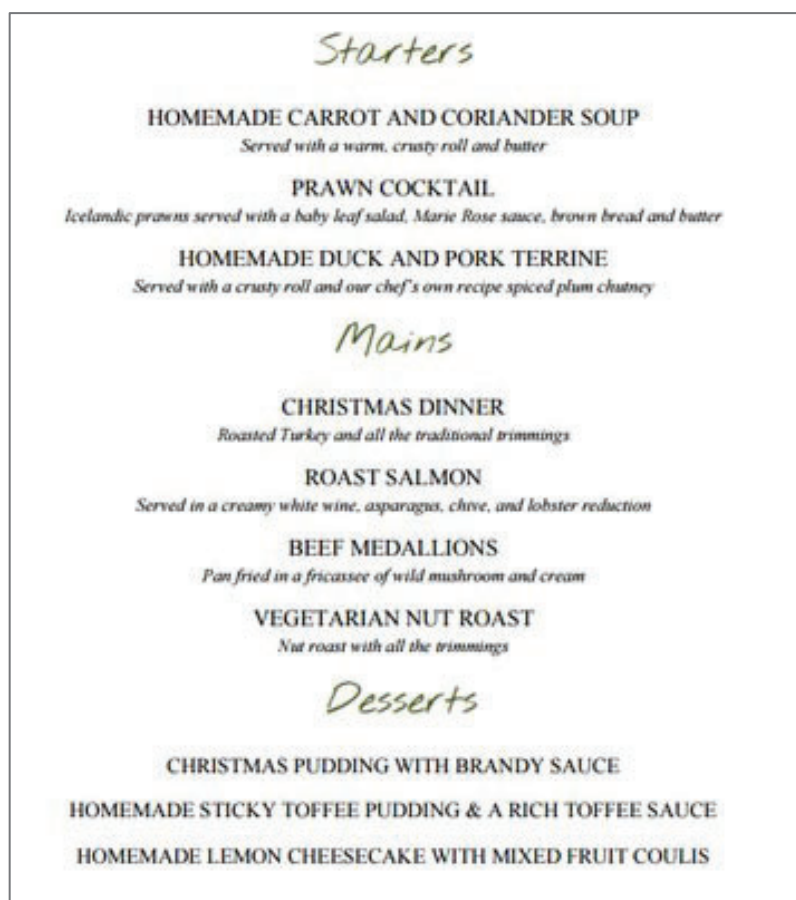 Starters
HOMEMADE CARROT AND CORIANDER SOUP
Served with a warm, crusty roll and butter
PRAWN COCKTAIL
Icelandic prawns served with a baby leaf salad, Marie Rose sauce, brown bread and butter
HOMEMADE DUCK AND PORK TERRINE
Served with a crusty roll and our chef's own recipe spiced plum chutney
Mains
CHRISTMAS DINNER
Roasted Turkey and all the traditional trimmings
ROAST SALMON
Served in a creamy white wine, asparagus, chive, and lobster reduction
BEEF MEDALLIONS
Pan fried in a fricassee of wild mushroom and cream
VEGETARIAN NUT ROAST
Nut roast with all the trimmings
Desserts
CHRISTMAS PUDDING WITH BRANDY SAUCE
HOMEMADE STICKY TOFFEE PUDDING & A RICH TOFFEE SAUCE
HOMEMADE LEMON CHEESECAKE WITH MIXED FRUIT COULIS